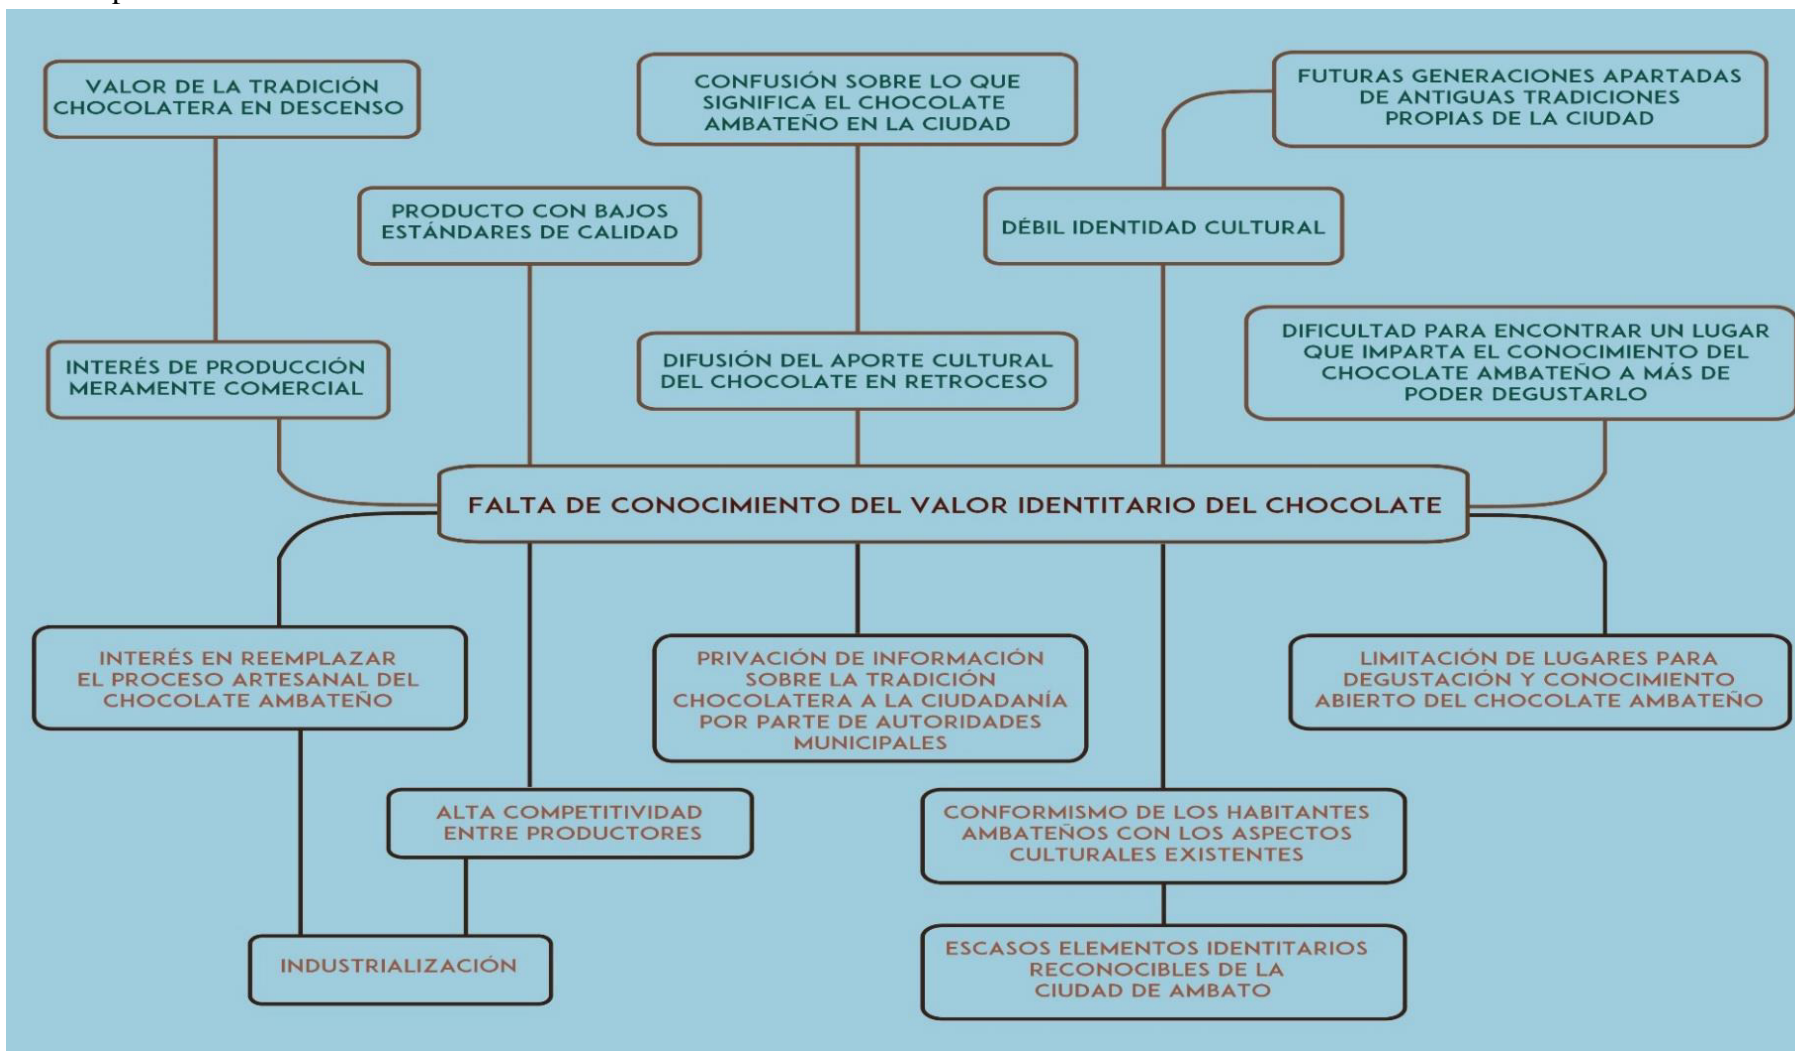 VALOR DE LA TRADICIÓN
CHOCOLATERA EN DESCENSO
CONFUSIÓN SOBRE LO QUE
SIGNIFICA EL CHOCOLATE
AMBATEÑO EN LA CIUDAD
FUTURAS GENERACIONES APARTADAS
DE ANTIGUAS TRADICIONES
PROPIAS DE LA CIUDAD
PRODUCTO CON BAJOS
ESTÁNDARES DE CALIDAD
DÉBIL IDENTIDAD CULTURAL
INTERÉS DE PRODUCCIÓN
MERAMENTE COMERCIAL
DIFUSIÓN DEL APORTE CULTURAL
DEL CHOCOLATE EN RETROCESO
DIFICULTAD PARA ENCONTRAR UN LUGAR
QUE IMPARTA EL CONOCIMIENTO DEL
CHOCOLATE AMBATEÑO A MÁS DE
PODER DEGUSTARLO
FALTA DE CONOCIMIENTO DEL VALOR IDENTITARIO DEL CHOCOLATE
INTERÉS EN REEMPLAZAR
EL PROCESO ARTESANAL DEL
CHOCOLATE AMBATEÑO
PRIVACIÓN DE INFORMACIÓN
SOBRE LA TRADICIÓN
CHOCOLATERA A LA CIUDADANÍA
POR PARTE DE AUTORIDADES
MUNICIPALES
LIMITACIÓN DE LUGARES PARA
DEGUSTACIÓN Y CONOCIMIENTO
ABIERTO DEL CHOCOLATE AMBATEÑO
ALTA COMPETITIVIDAD
ENTRE PRODUCTORES
CONFORMISMO DE LOS HABITANTES
AMBATEÑOS CON LOS ASPECTOS
CULTURALES EXISTENTES
INDUSTRIALIZACIÓN
ESCASOS ELEMENTOS IDENTITARIOS
RECONOCIBLES DE LA
CIUDAD DE AMBATO